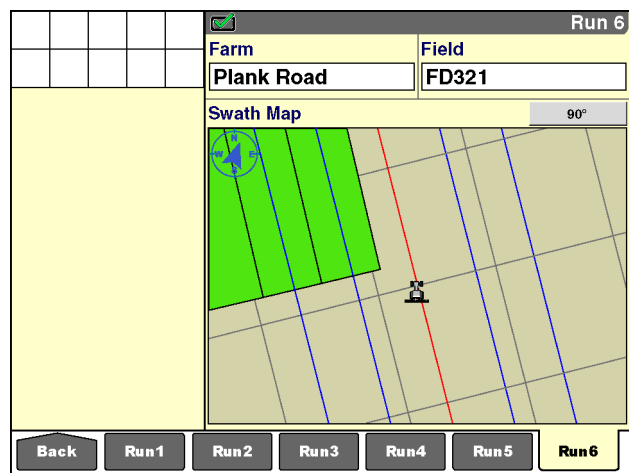 Run 6
Farm Field
Plank Road FD321
Swath Map 90°
N
W E
S
Back Run1 Run2 Run3 Run4 Run5 Run6